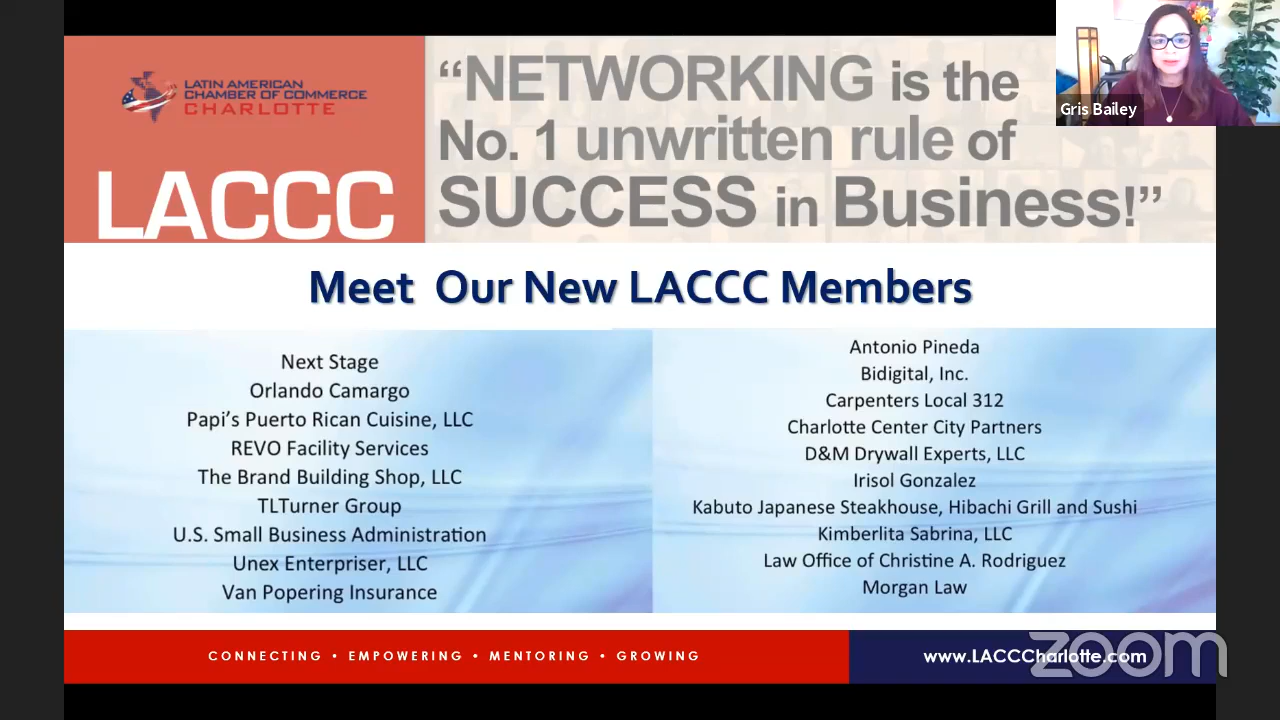 LATIN AMERICAN
CHAMBER OF COMMERCE
CHARLOTTE
LACCC
“NETWORKING is the
No. 1 unwritten rule of
SUCCESS in Business!”
Gris Bailey
Meet Our New LACCC Members
Next Stage
Orlando Camargo
Papi’s Puerto Rican Cuisine, LLC
REVO Facility Services
The Brand Building Shop, LLC
TLTurner Group
U.S. Small Business Administration
Unex Enterpriser, LLC
Van Popering Insurance
Antonio Pineda
Bidigital, Inc.
Carpenters Local 312
Charlotte Center City Partners
D&M Drywall Experts, LLC
Irisol Gonzalez
Kabuto Japanese Steakhouse, Hibachi Grill and Sushi
Kimberlita Sabrina, LLC
Law Office of Christine A. Rodriguez
Morgan Law
CONNECTING • EMPOWERING • MENTORING • GROWING
www.LACCCharlotte.com
zoom